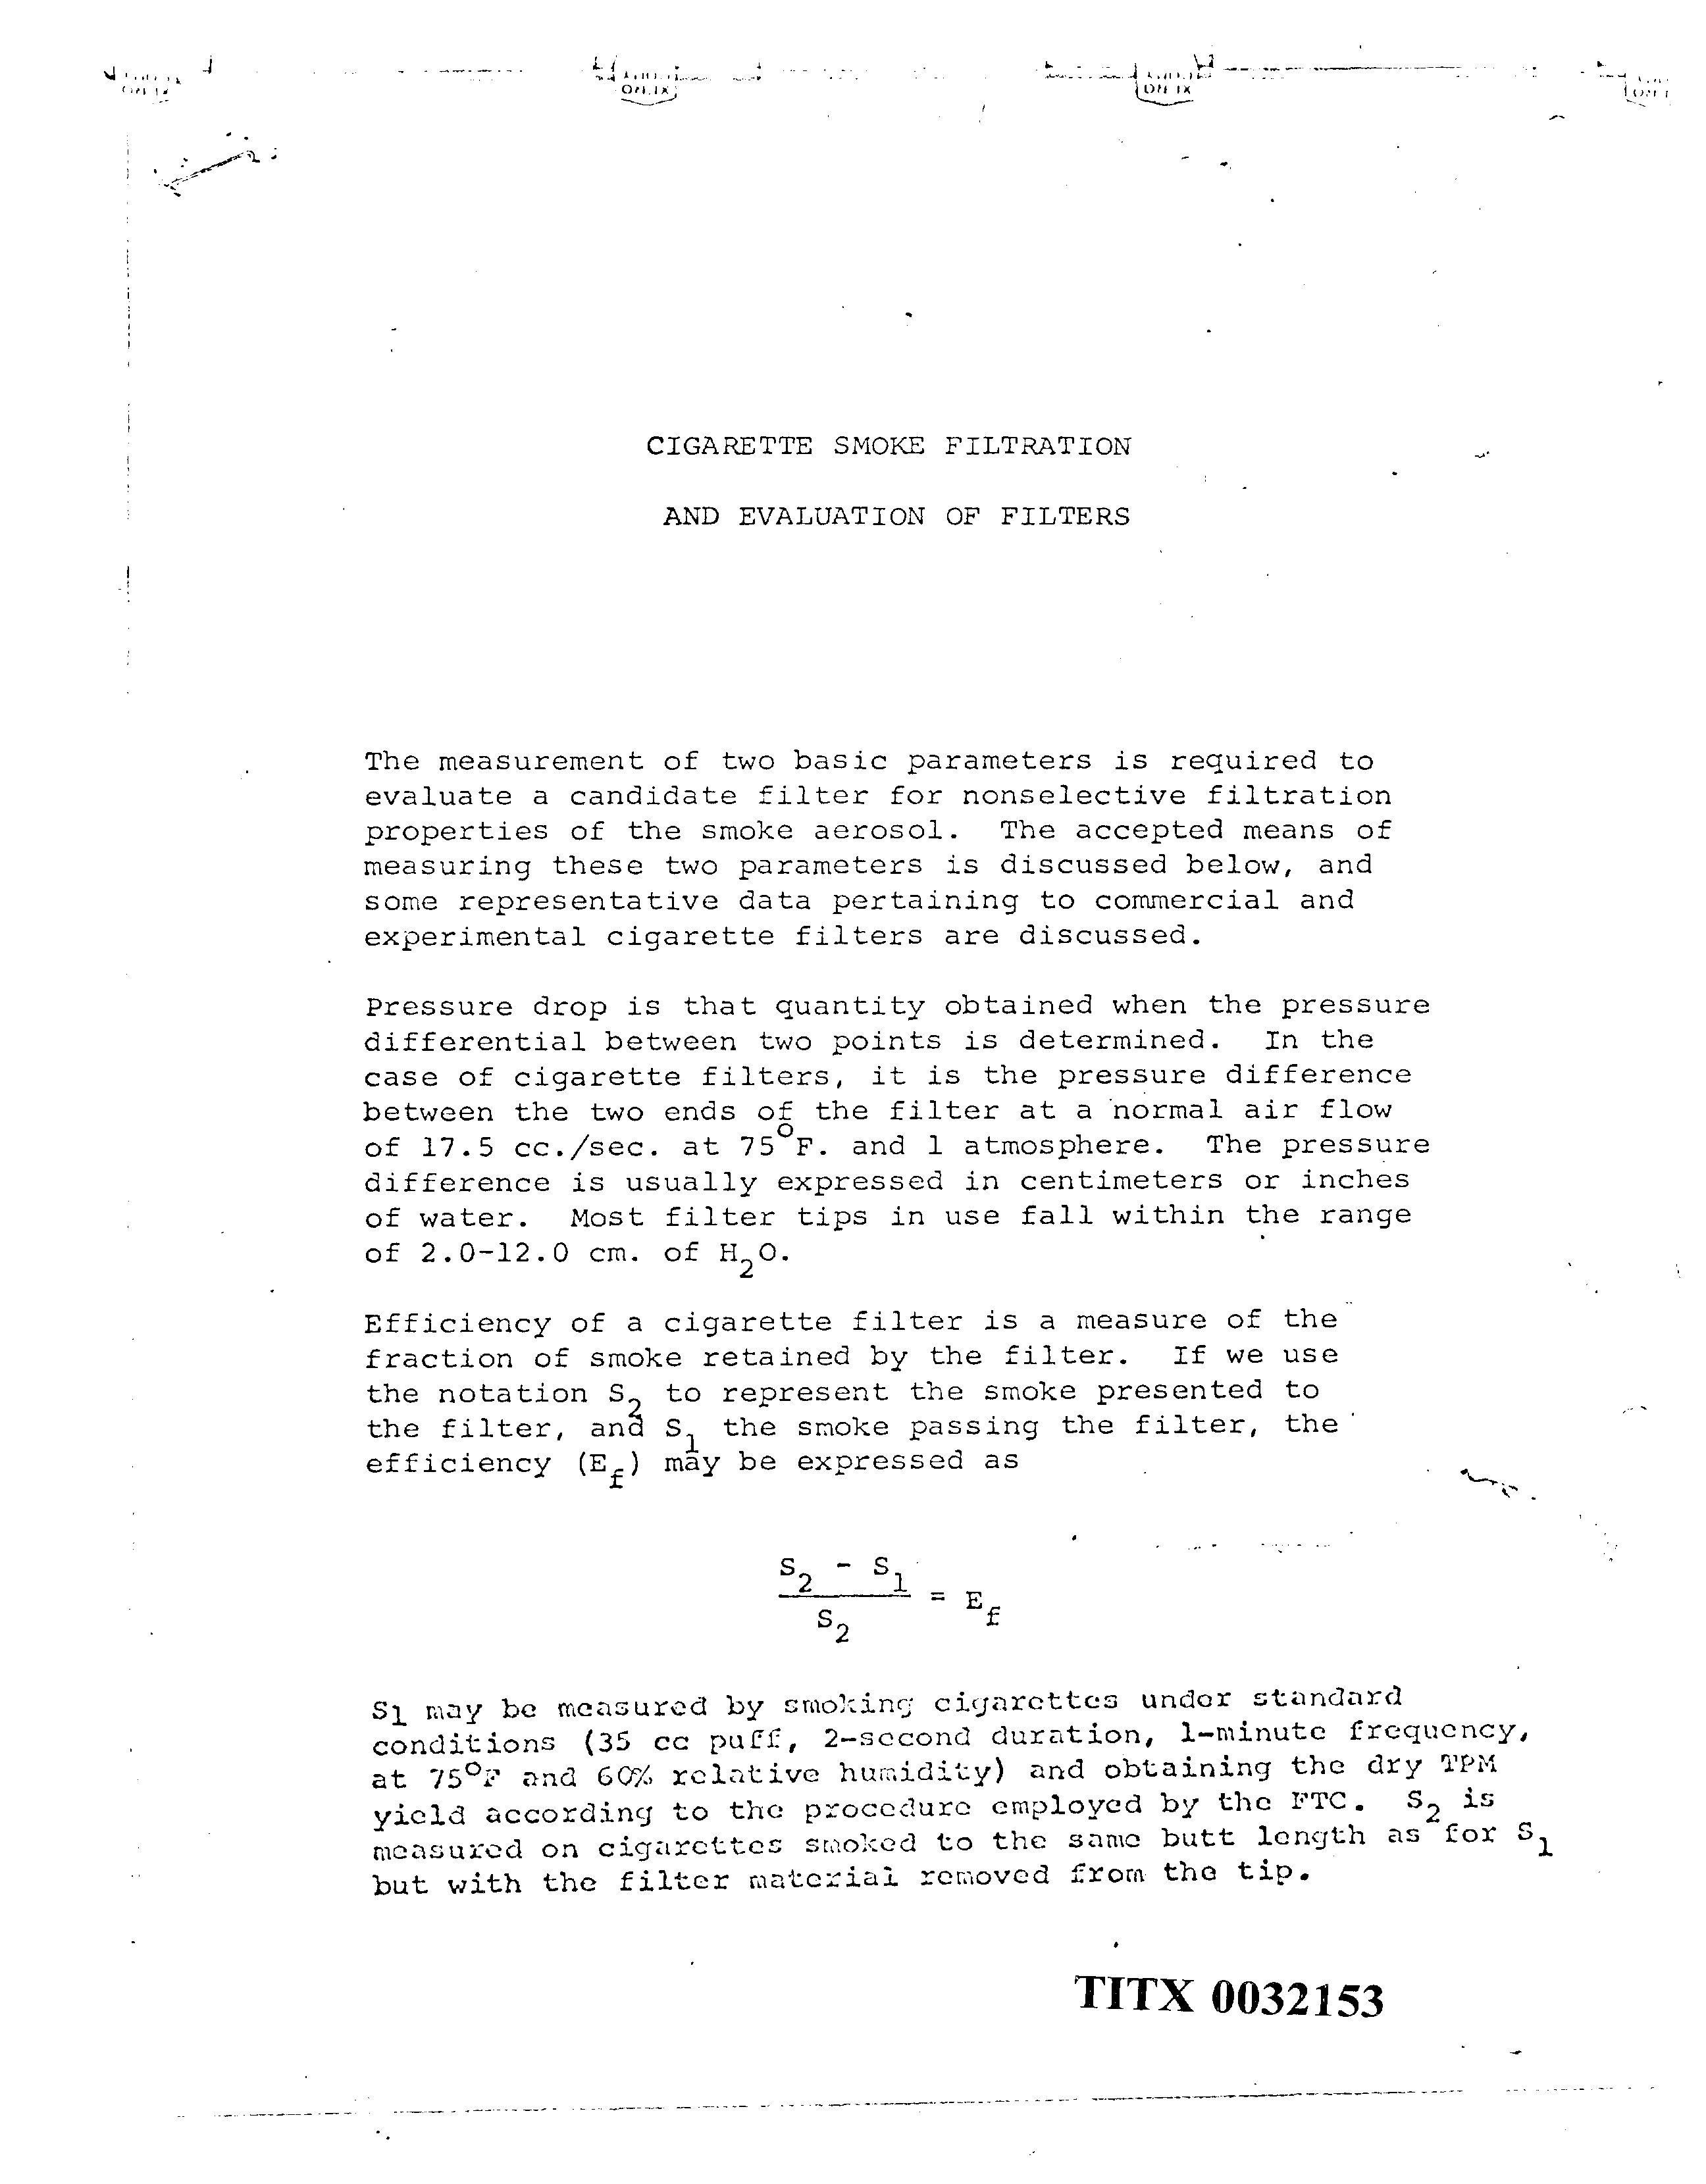 CIGARETTE SMOKE FILTRATION
AND EVALUATION OF FILTERS
The measurement of two basic parameters is required to
evaluate a candidate filter for nonselective filtration
properties of the smoke aerosol. The accepted means of
measuring these two parameters is discussed below, and
some representative data pertaining to commercial and
experimental cigarette filters are discussed.
Pressure drop is that quantity obtained when the pressure
differential between two points is determined. In the
case of cigarette filters, it is the pressure difference
between the two ends of the filter at a normal air flow
of 17.5 cc./sec. at 75°F. and 1 atmosphere. The pressure
difference is usually expressed in centimeters or inches
of water. Most filter tips in use fall within the range
of 2.0-12.0 cm. of H₂O.
Efficiency of a cigarette filter is a measure of the
fraction of smoke retained by the filter. If we use
the notation S₂ to represent the smoke presented to
the filter, and S₁ the smoke passing the filter, the
efficiency (E_f) may be expressed as
S₂ - S₁
= E_f
S₂
S1 may be measured by smoking cigarettes under standard
conditions (35 cc puff, 2-second duration, 1-minute frequency,
at 75°F and 60% relative humidity) and obtaining the dry TPM
yield according to the procedure employed by the FTC. S₂ is
measured on cigarettes smoked to the same butt length as for S₁
but with the filter material removed from the tip.
TITX 0032153